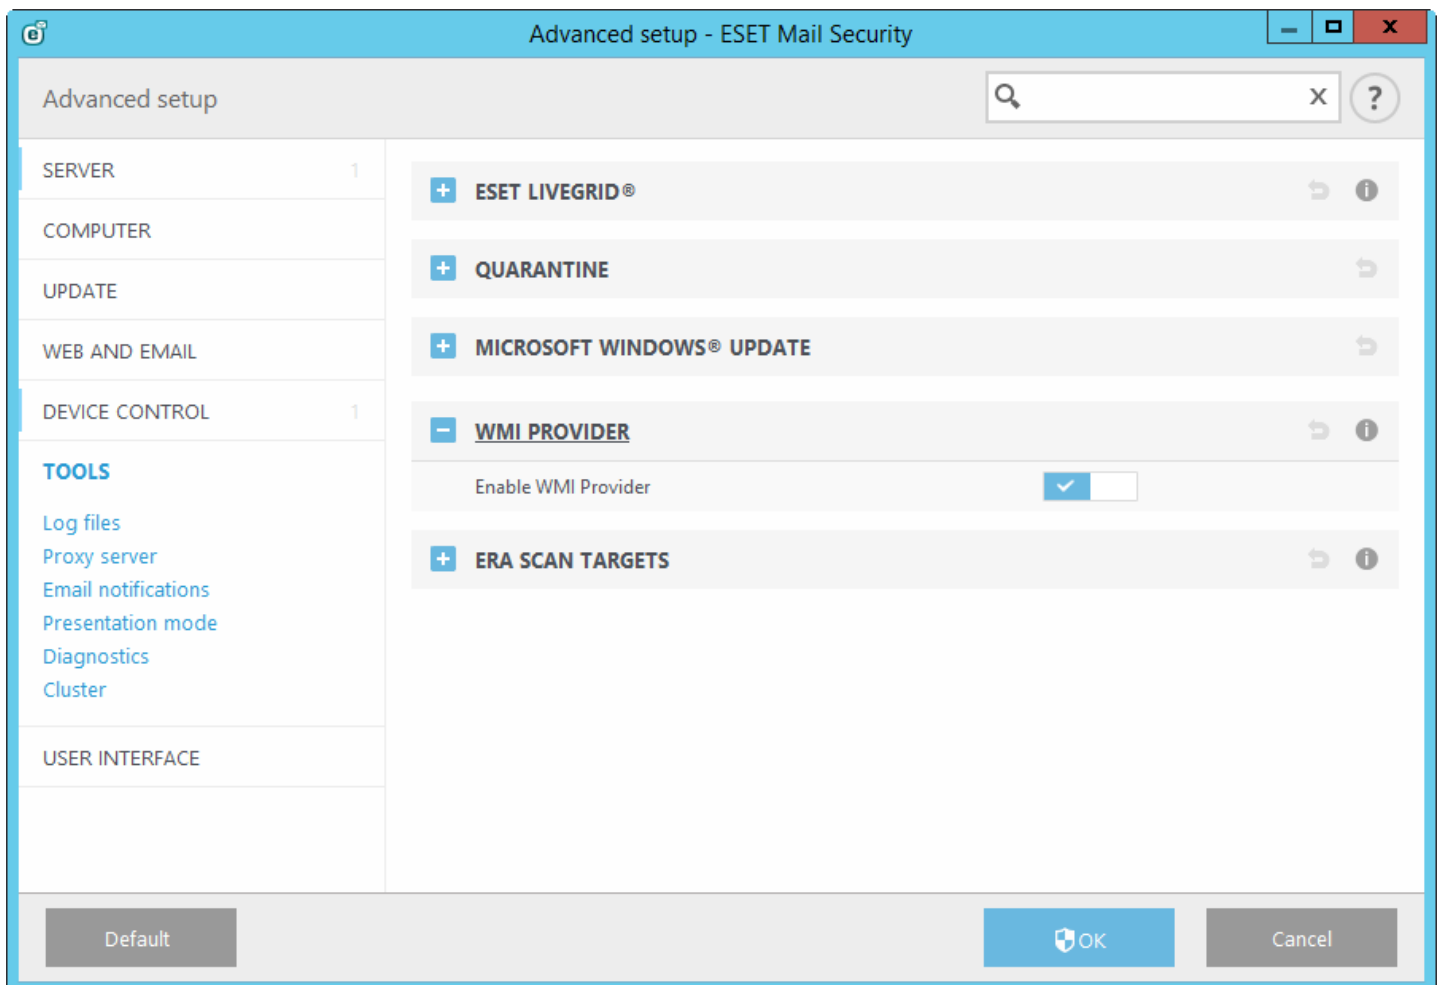 Advanced setup - ESET Mail Security
Advanced setup
SERVER 1
COMPUTER
UPDATE
WEB AND EMAIL
DEVICE CONTROL 1
TOOLS
Log files
Proxy server
Email notifications
Presentation mode
Diagnostics
Cluster
USER INTERFACE
ESET LIVEGRID®
QUARANTINE
MICROSOFT WINDOWS® UPDATE
WMI PROVIDER
Enable WMI Provider
ERA SCAN TARGETS
Default
OK
Cancel